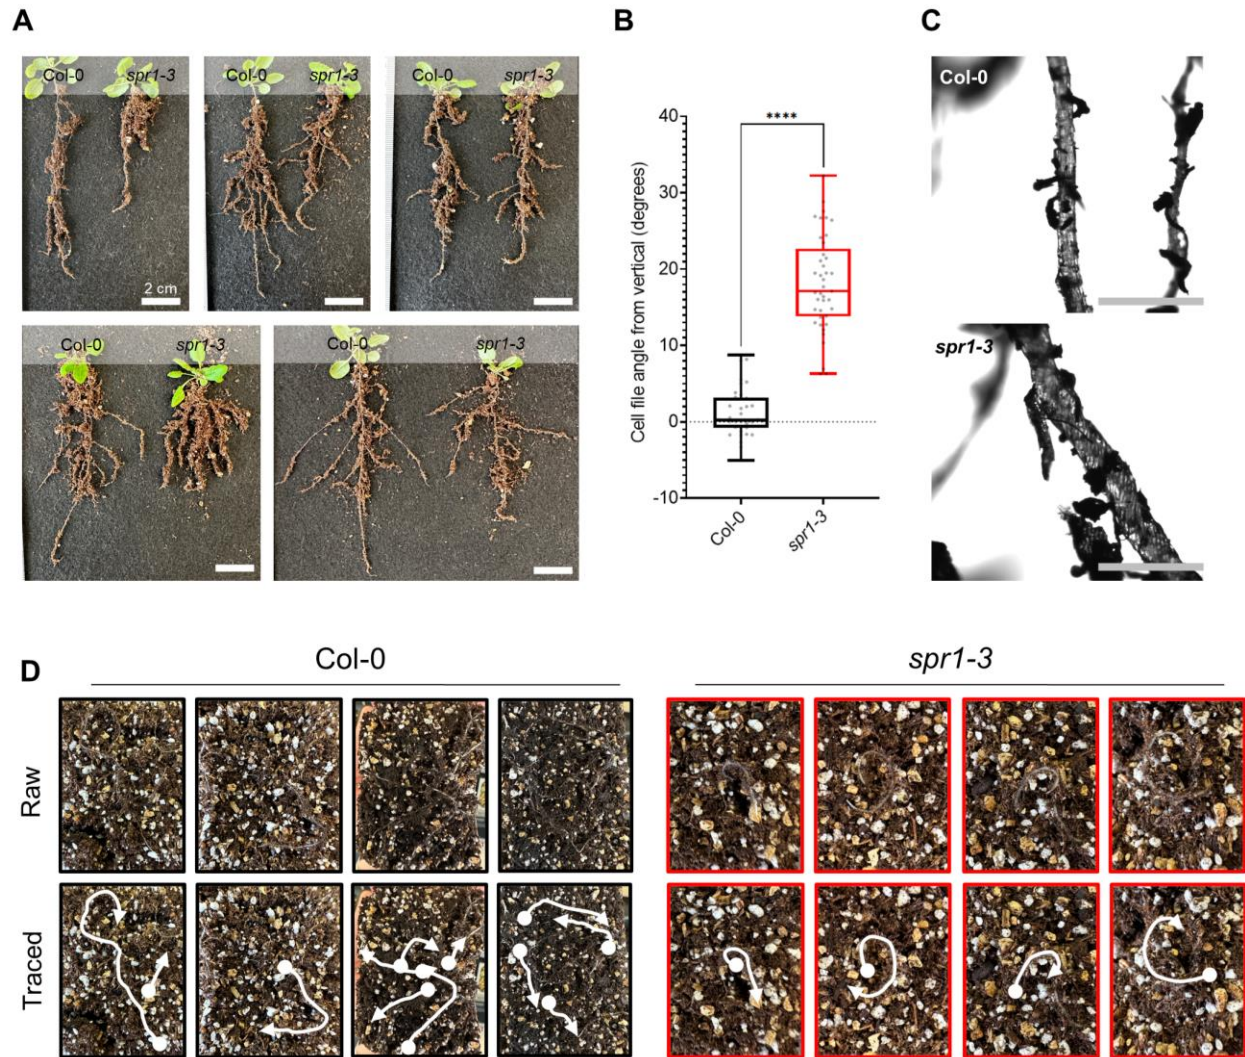 A
Col-0 spr1-3
Col-0 spr1-3
Col-0 spr1-3
2 cm
Col-0 spr1-3
Col-0 spr1-3
B
Cell file angle from vertical (degrees)
40
30
20
10
0
-10
****
Col-0
spr1-3
C
Col-0
spr1-3
D
Col-0
spr1-3
Raw
Traced